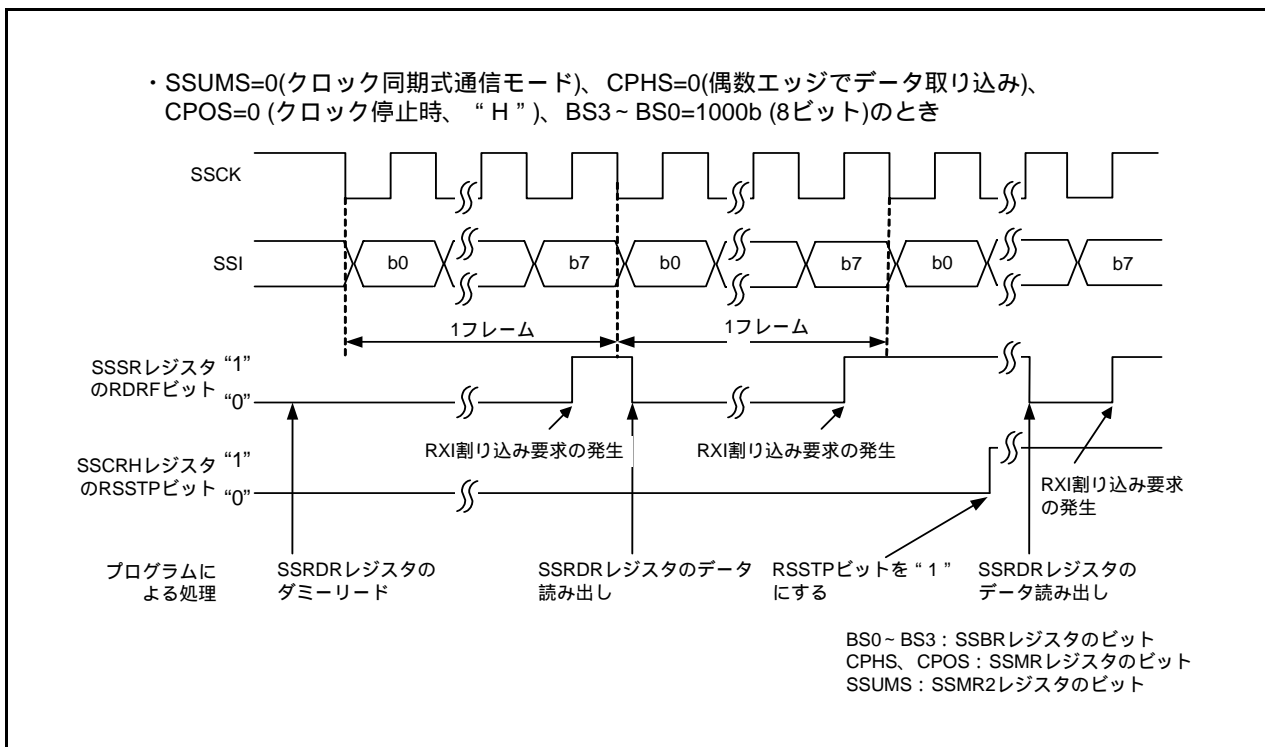 ・SSUMS=0(クロック同期式通信モード)、CPHS=0(偶数エッジでデータ取り込み)、
CPOS=0 (クロック停止時、 “ H ” )、BS3 ~ BS0=1000b (8ビット)のとき
SSCK
SSI
b0
b7
b0
b7
b0
b7
1フレーム
1フレーム
SSSRレジスタ “1”
のRDRFビット “0”
RXI割り込み要求の発生
RXI割り込み要求の発生
SSCRHレジスタ “1”
のRSSTPビット “0”
RXI割り込み要求
の発生
プログラムに
よる処理
SSRDRレジスタの
ダミーリード
SSRDRレジスタのデータ
読み出し
RSSTPビットを “ 1 ”
にする
SSRDRレジスタの
データ読み出し
BS0 ~ BS3 : SSBRレジスタのビット
CPHS、CPOS : SSMRレジスタのビット
SSUMS : SSMR2レジスタのビット